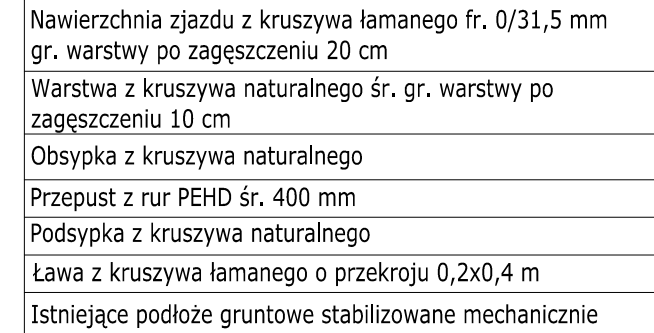 Nawierzchnia zjazdu z kruszywa łamanego fr. 0/31,5 mm
gr. warstwy po zagęszczeniu 20 cm
Warstwa z kruszywa naturalnego śr. gr. warstwy po
zagęszczeniu 10 cm
Obsypka z kruszywa naturalnego
Przepust z rur PEHD śr. 400 mm
Podsypka z kruszywa naturalnego
Ława z kruszywa łamanego o przekroju 0,2x0,4 m
Istniejące podłoże gruntowe stabilizowane mechanicznie